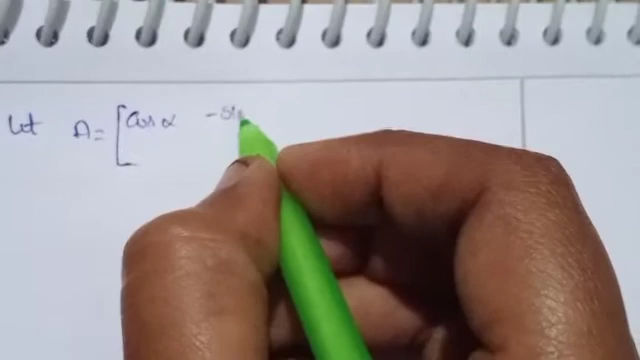 Let A = [ Cos α -Sin